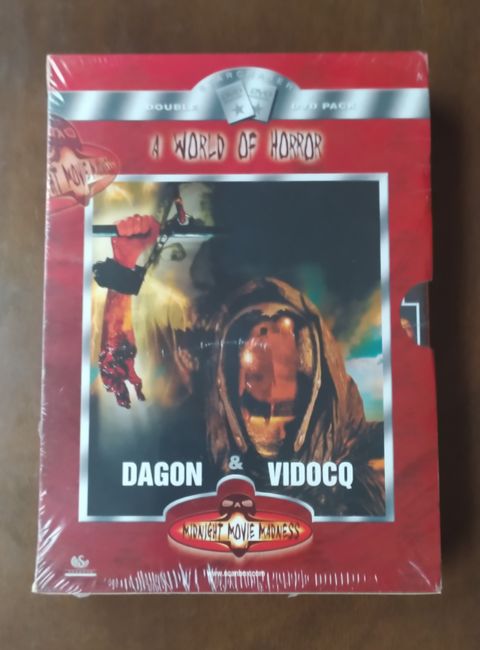 DOUBLE DVD PACK
A WORLD OF HORROR
DAGON & VIDOCQ
MIDNIGHT MOVIE MADNESS